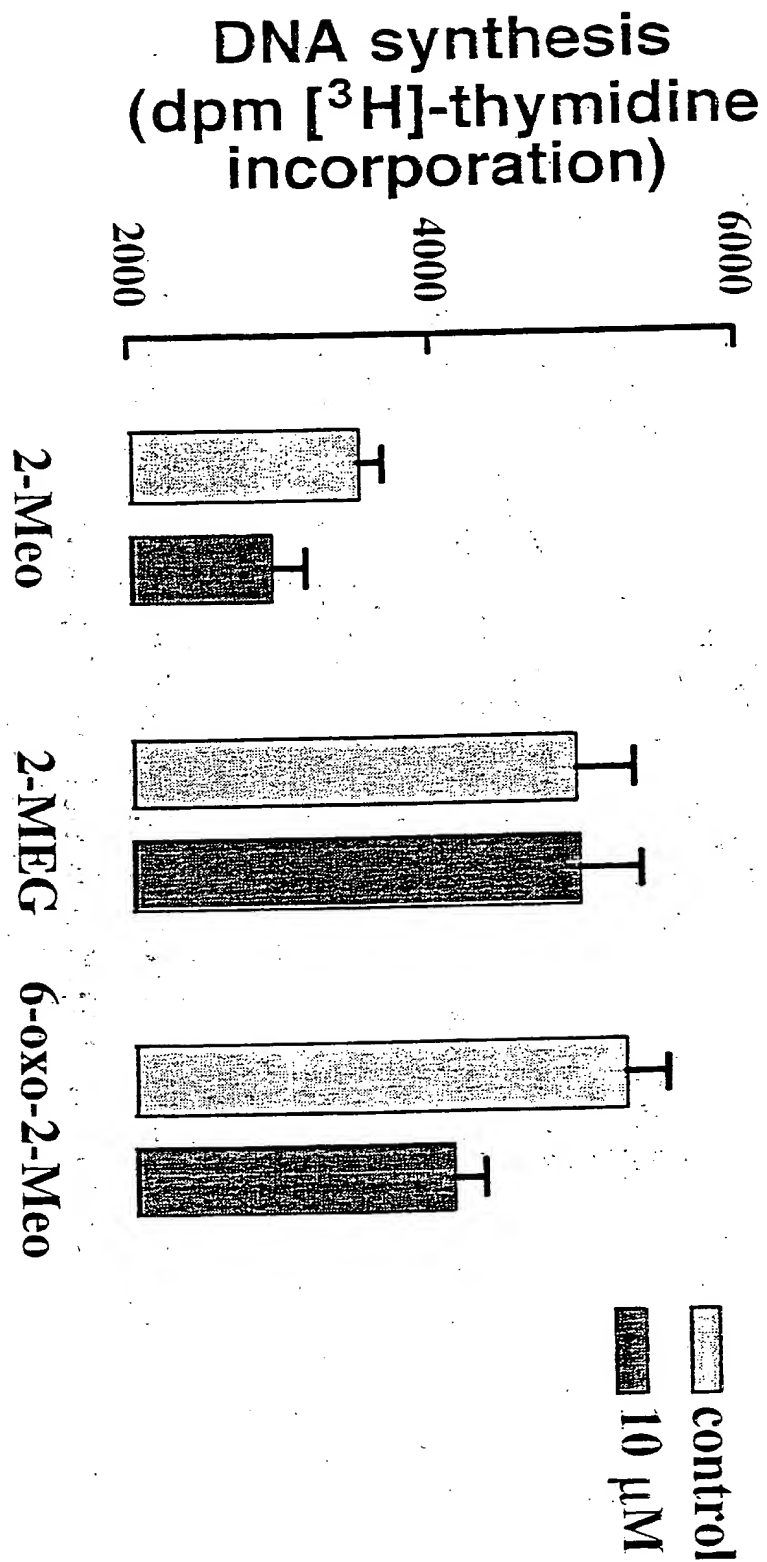 DNA synthesis
(dpm [³H]-thymidine
incorporation)
6000
4000
2000
2-Meo
2-MEG
6-oxo-2-Meo
control
10 µM